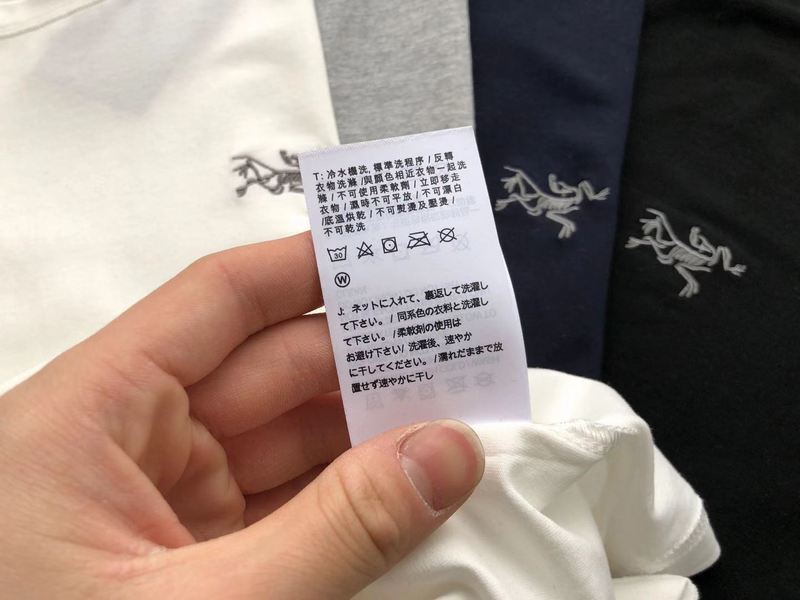 T: 冷水機洗, 標準洗程序 / 反轉
衣物洗滌 /與顏色相近衣物一起洗
滌 / 不可使用柔軟劑 / 立即移走
衣物 / 濕時不可平放 / 不可漂白
/底溫烘乾 / 不可熨燙及壓燙 /
不可乾洗
30
W
J: ネットに入れて、裏返して洗濯し
て下さい。/ 同系色の衣料と洗濯し
て下さい。/柔軟剤の使用は
お避け下さい/ 洗濯後、速やか
に干してください。/濡れたままで放
置せず速やかに干し